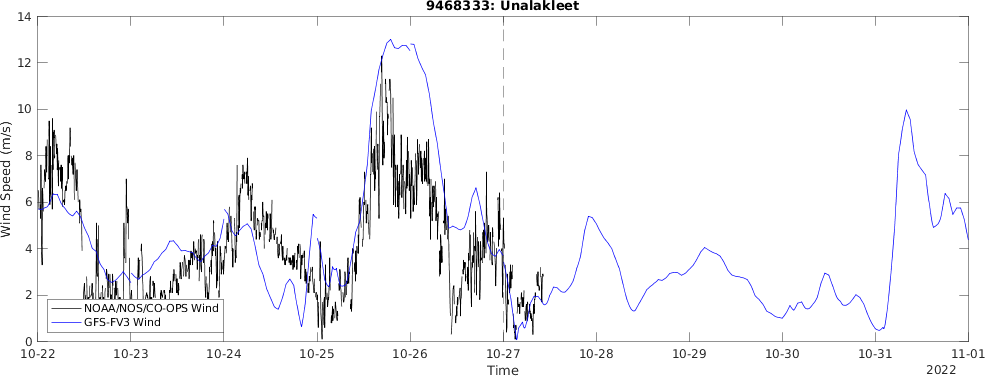 9468333: Unalakleet
Wind Speed (m/s)
14
12
10
8
6
4
2
0
NOAA/NOS/CO-OPS Wind
GFS-FV3 Wind
10-22 10-23 10-24 10-25 10-26 10-27 10-28 10-29 10-30 10-31 11-01
Time
2022